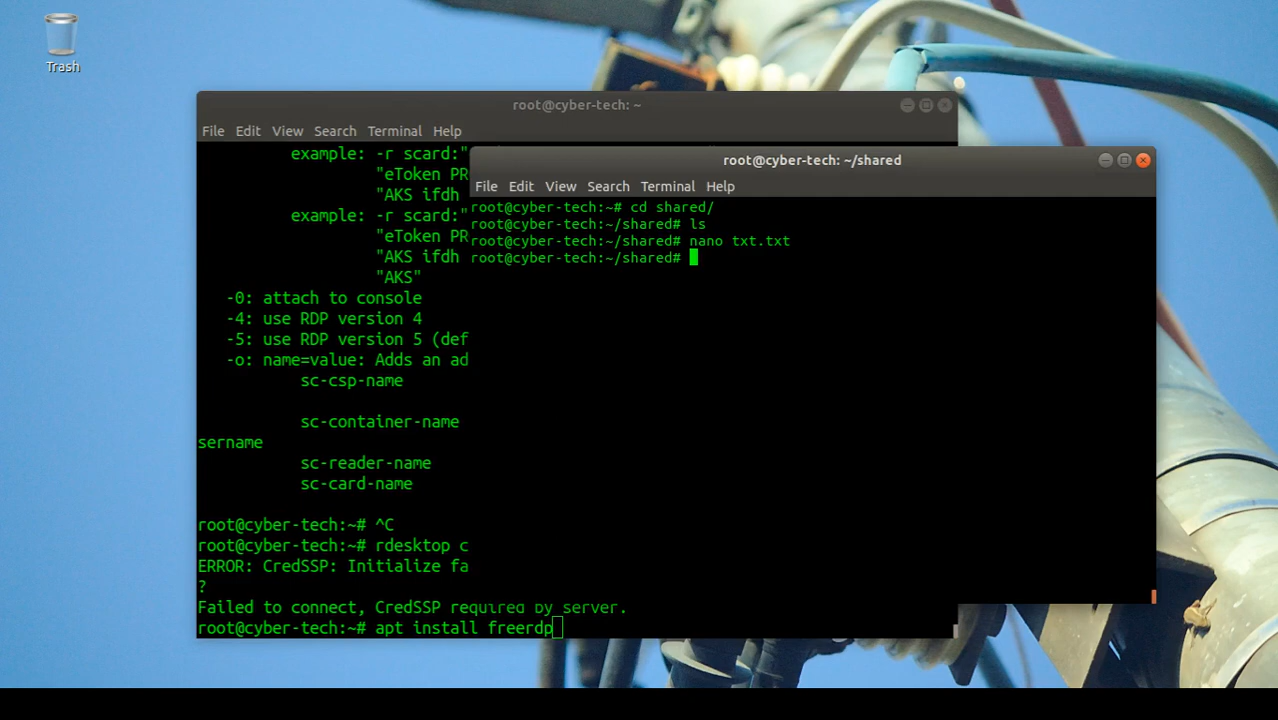 Trash
root@cyber-tech: ~
File Edit View Search Terminal Help
example: -r scard:"
"eToken PR
"AKS ifdh
example: -r scard:"
"eToken PR
"AKS ifdh
"AKS"
-0: attach to console
-4: use RDP version 4
-5: use RDP version 5 (def
-o: name=value: Adds an ad
sc-csp-name
sc-container-name
sername
sc-reader-name
sc-card-name
root@cyber-tech:~# ^C
root@cyber-tech:~# rdesktop c
ERROR: CredSSP: Initialize fa
?
Failed to connect, CredSSP required by server.
root@cyber-tech:~# apt install freerdp
root@cyber-tech: ~/shared
File Edit View Search Terminal Help
root@cyber-tech:~# cd shared/
root@cyber-tech:~/shared# ls
root@cyber-tech:~/shared# nano txt.txt
root@cyber-tech:~/shared#